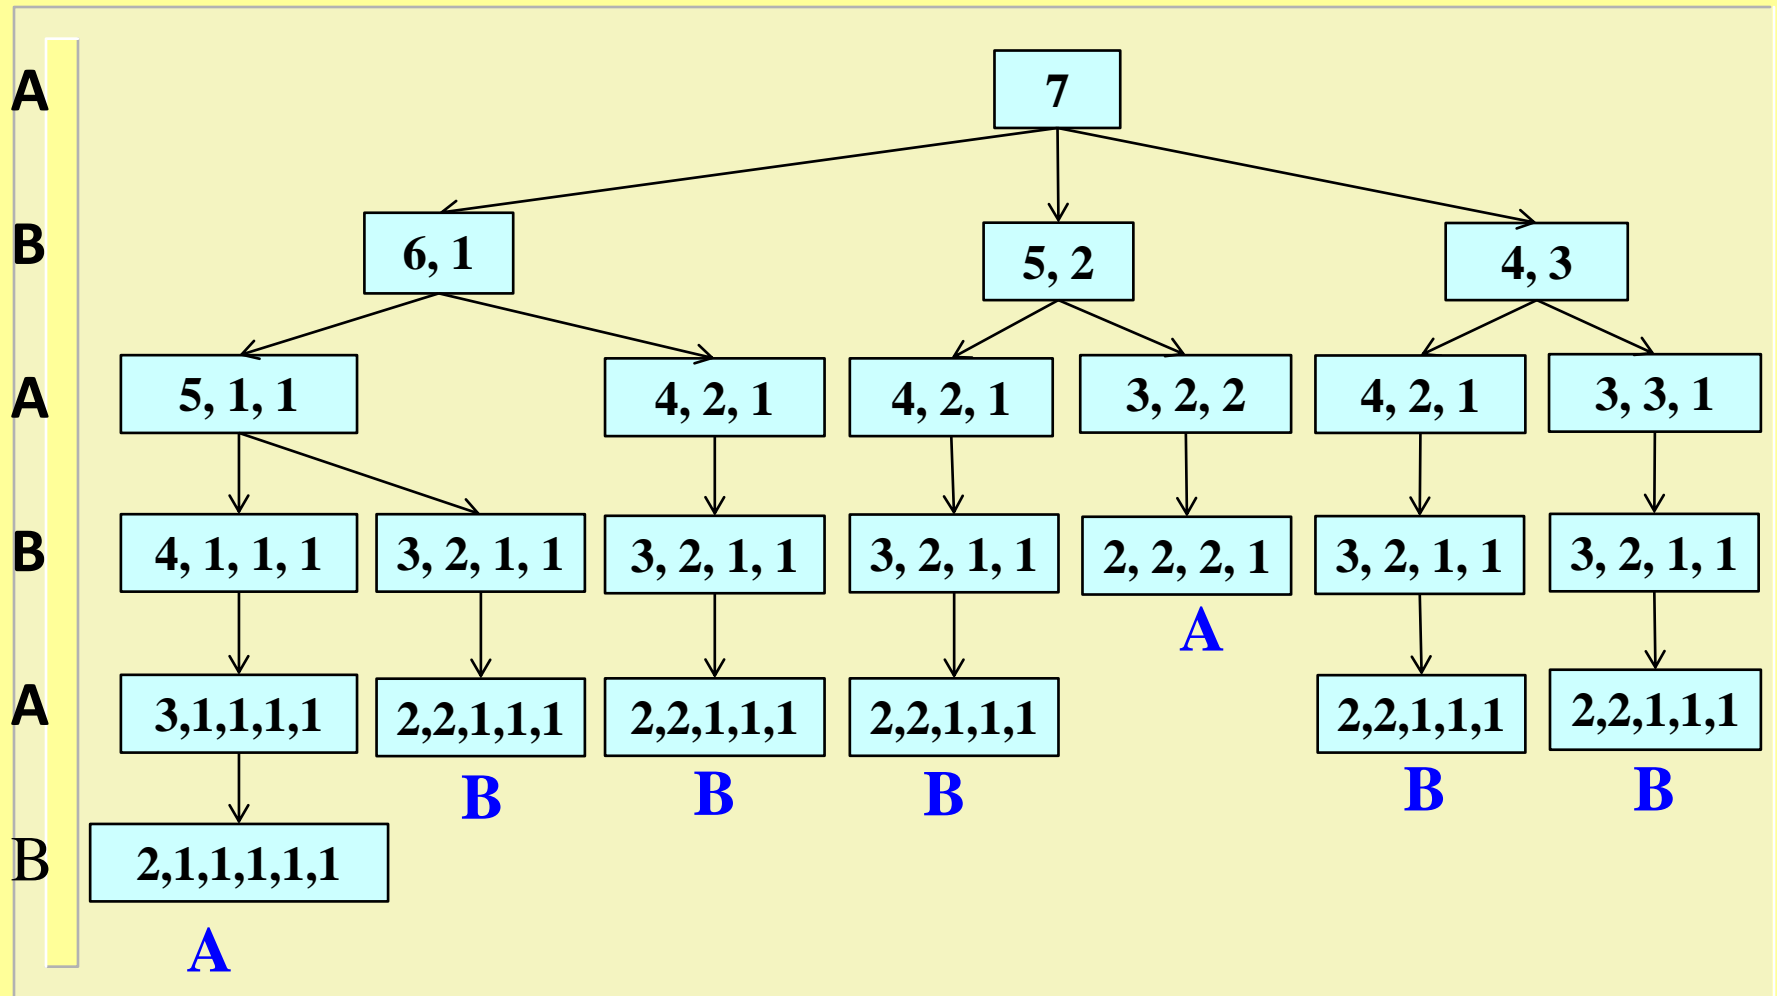 A
7
B
6, 1
5, 2
4, 3
A
5, 1, 1
4, 2, 1
4, 2, 1
3, 2, 2
4, 2, 1
3, 3, 1
B
4, 1, 1, 1
3, 2, 1, 1
3, 2, 1, 1
3, 2, 1, 1
2, 2, 2, 1
3, 2, 1, 1
3, 2, 1, 1
A
A
3,1,1,1,1
2,2,1,1,1
2,2,1,1,1
2,2,1,1,1
2,2,1,1,1
2,2,1,1,1
B
B
B
B
B
B
2,1,1,1,1,1
A